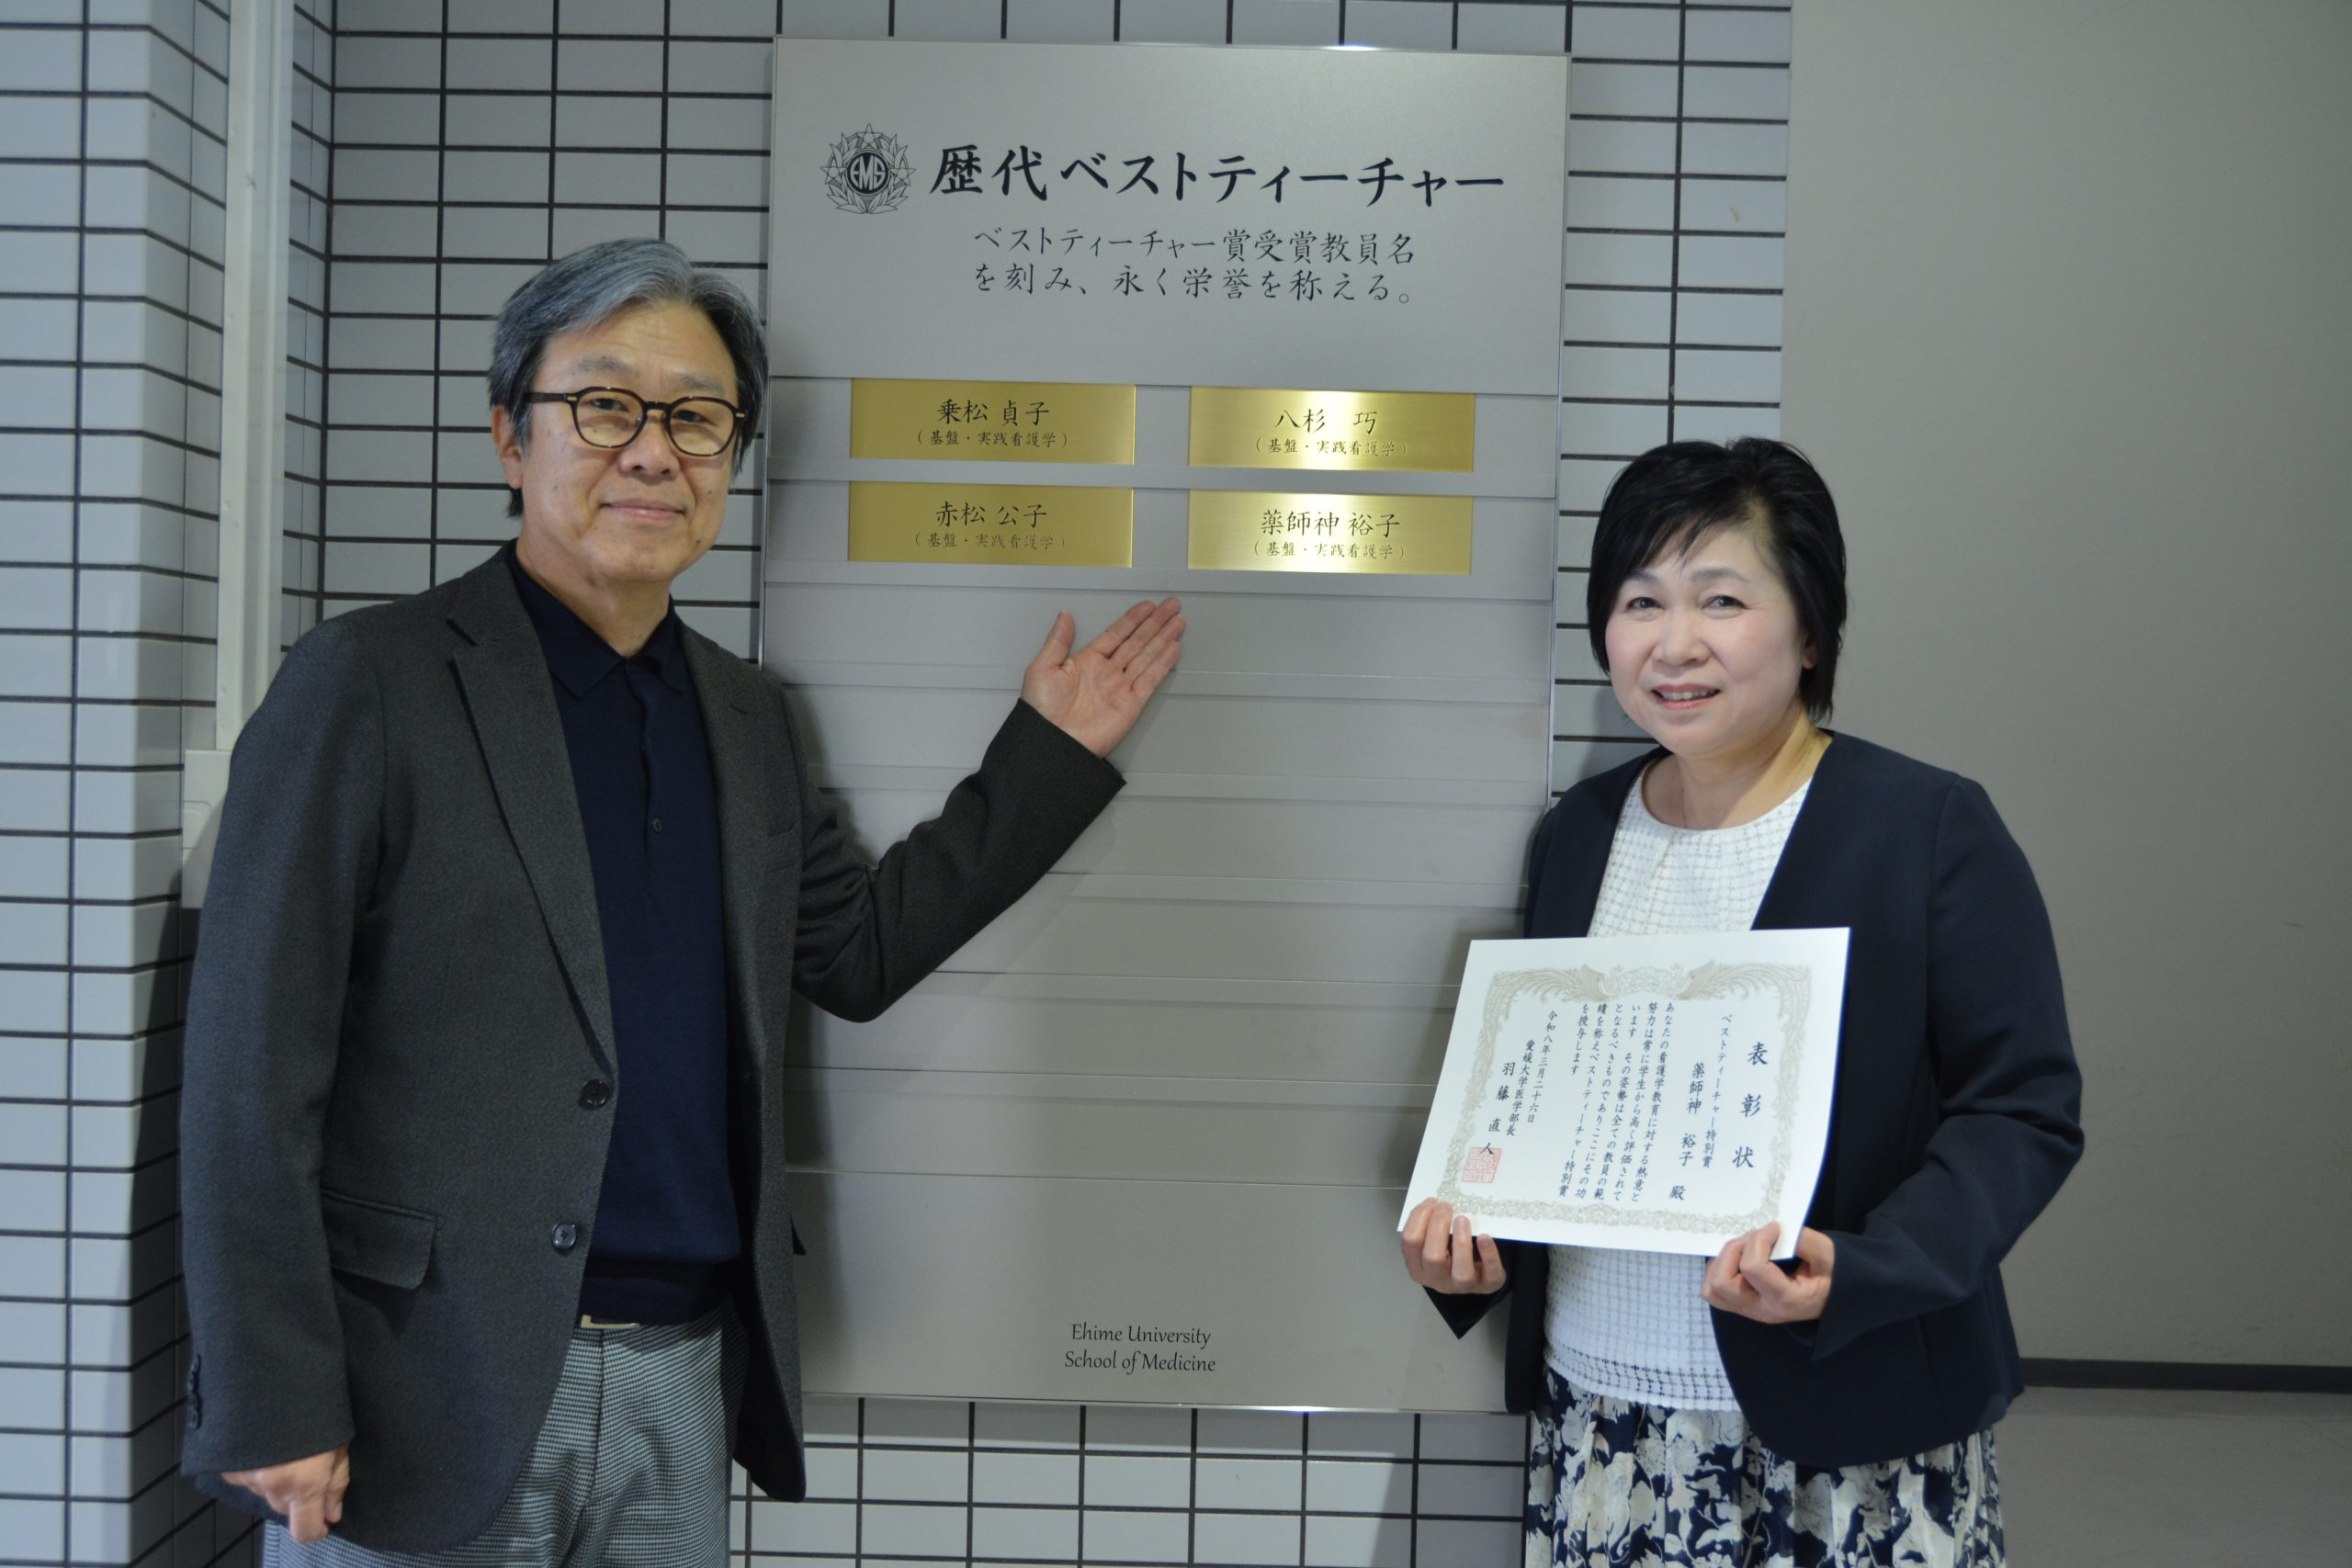 EMS
歴代ベストティーチャー
ベストティーチャー賞受賞教員名
を刻み、永く栄誉を称える。
乗松 貞子
(基盤・実践看護学)
八杉 巧
(基盤・実践看護学)
赤松 公子
(基盤・実践看護学)
薬師神 裕子
(基盤・実践看護学)
Ehime University
School of Medicine
表彰状
ベストティーチャー特別賞
薬師神 裕子 殿
あなたの看護学教育に対する熱意と
努力は常に学生から高く評価されて
います その姿勢は全ての教員の範
となるべきものでありここにその功
績を称えベストティーチャー特別賞
を授与します
令和八年三月二十六日
愛媛大学医学部長
羽藤 直人